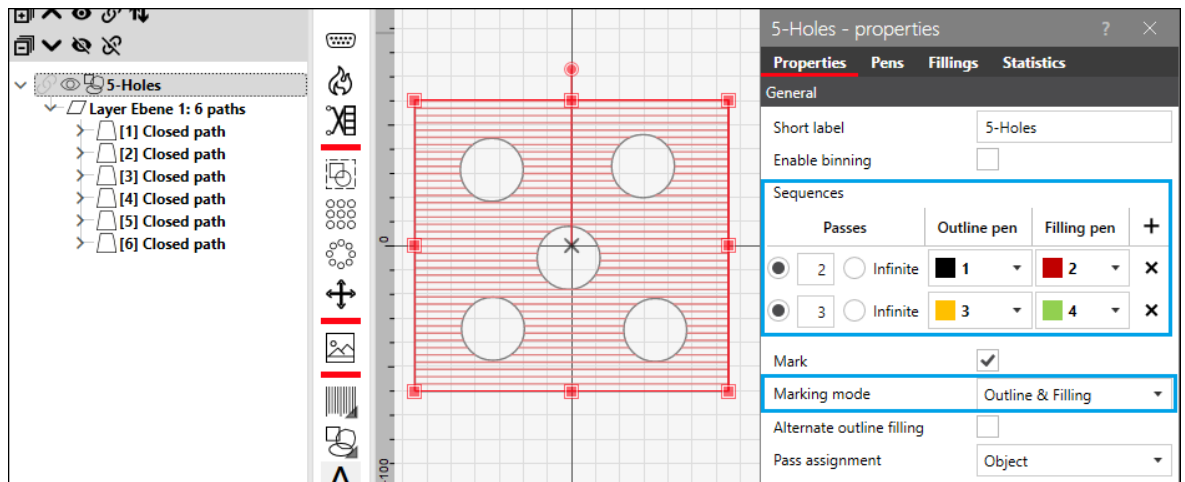 5-Holes
Layer Ebene 1: 6 paths
[1] Closed path
[2] Closed path
[3] Closed path
[4] Closed path
[5] Closed path
[6] Closed path
A
0
-100
5-Holes - properties ?
Properties Pens Fillings Statistics
General
Short label 5-Holes
Enable binning
Sequences
Passes Outline pen Filling pen +
2 Infinite 1 2
3 Infinite 3 4
Mark
Marking mode Outline & Filling
Alternate outline filling
Pass assignment Object